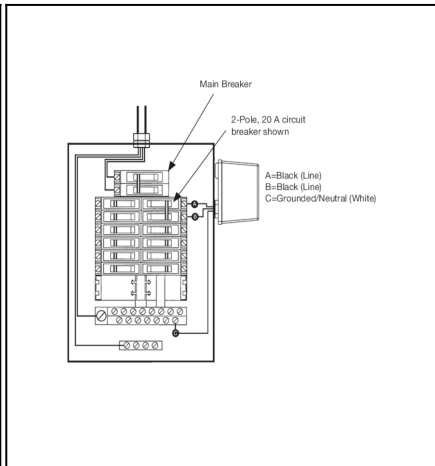 Main Breaker
2-Pole, 20 A circuit
breaker shown
A=Black (Line)
B=Black (Line)
C=Grounded/Neutral (White)